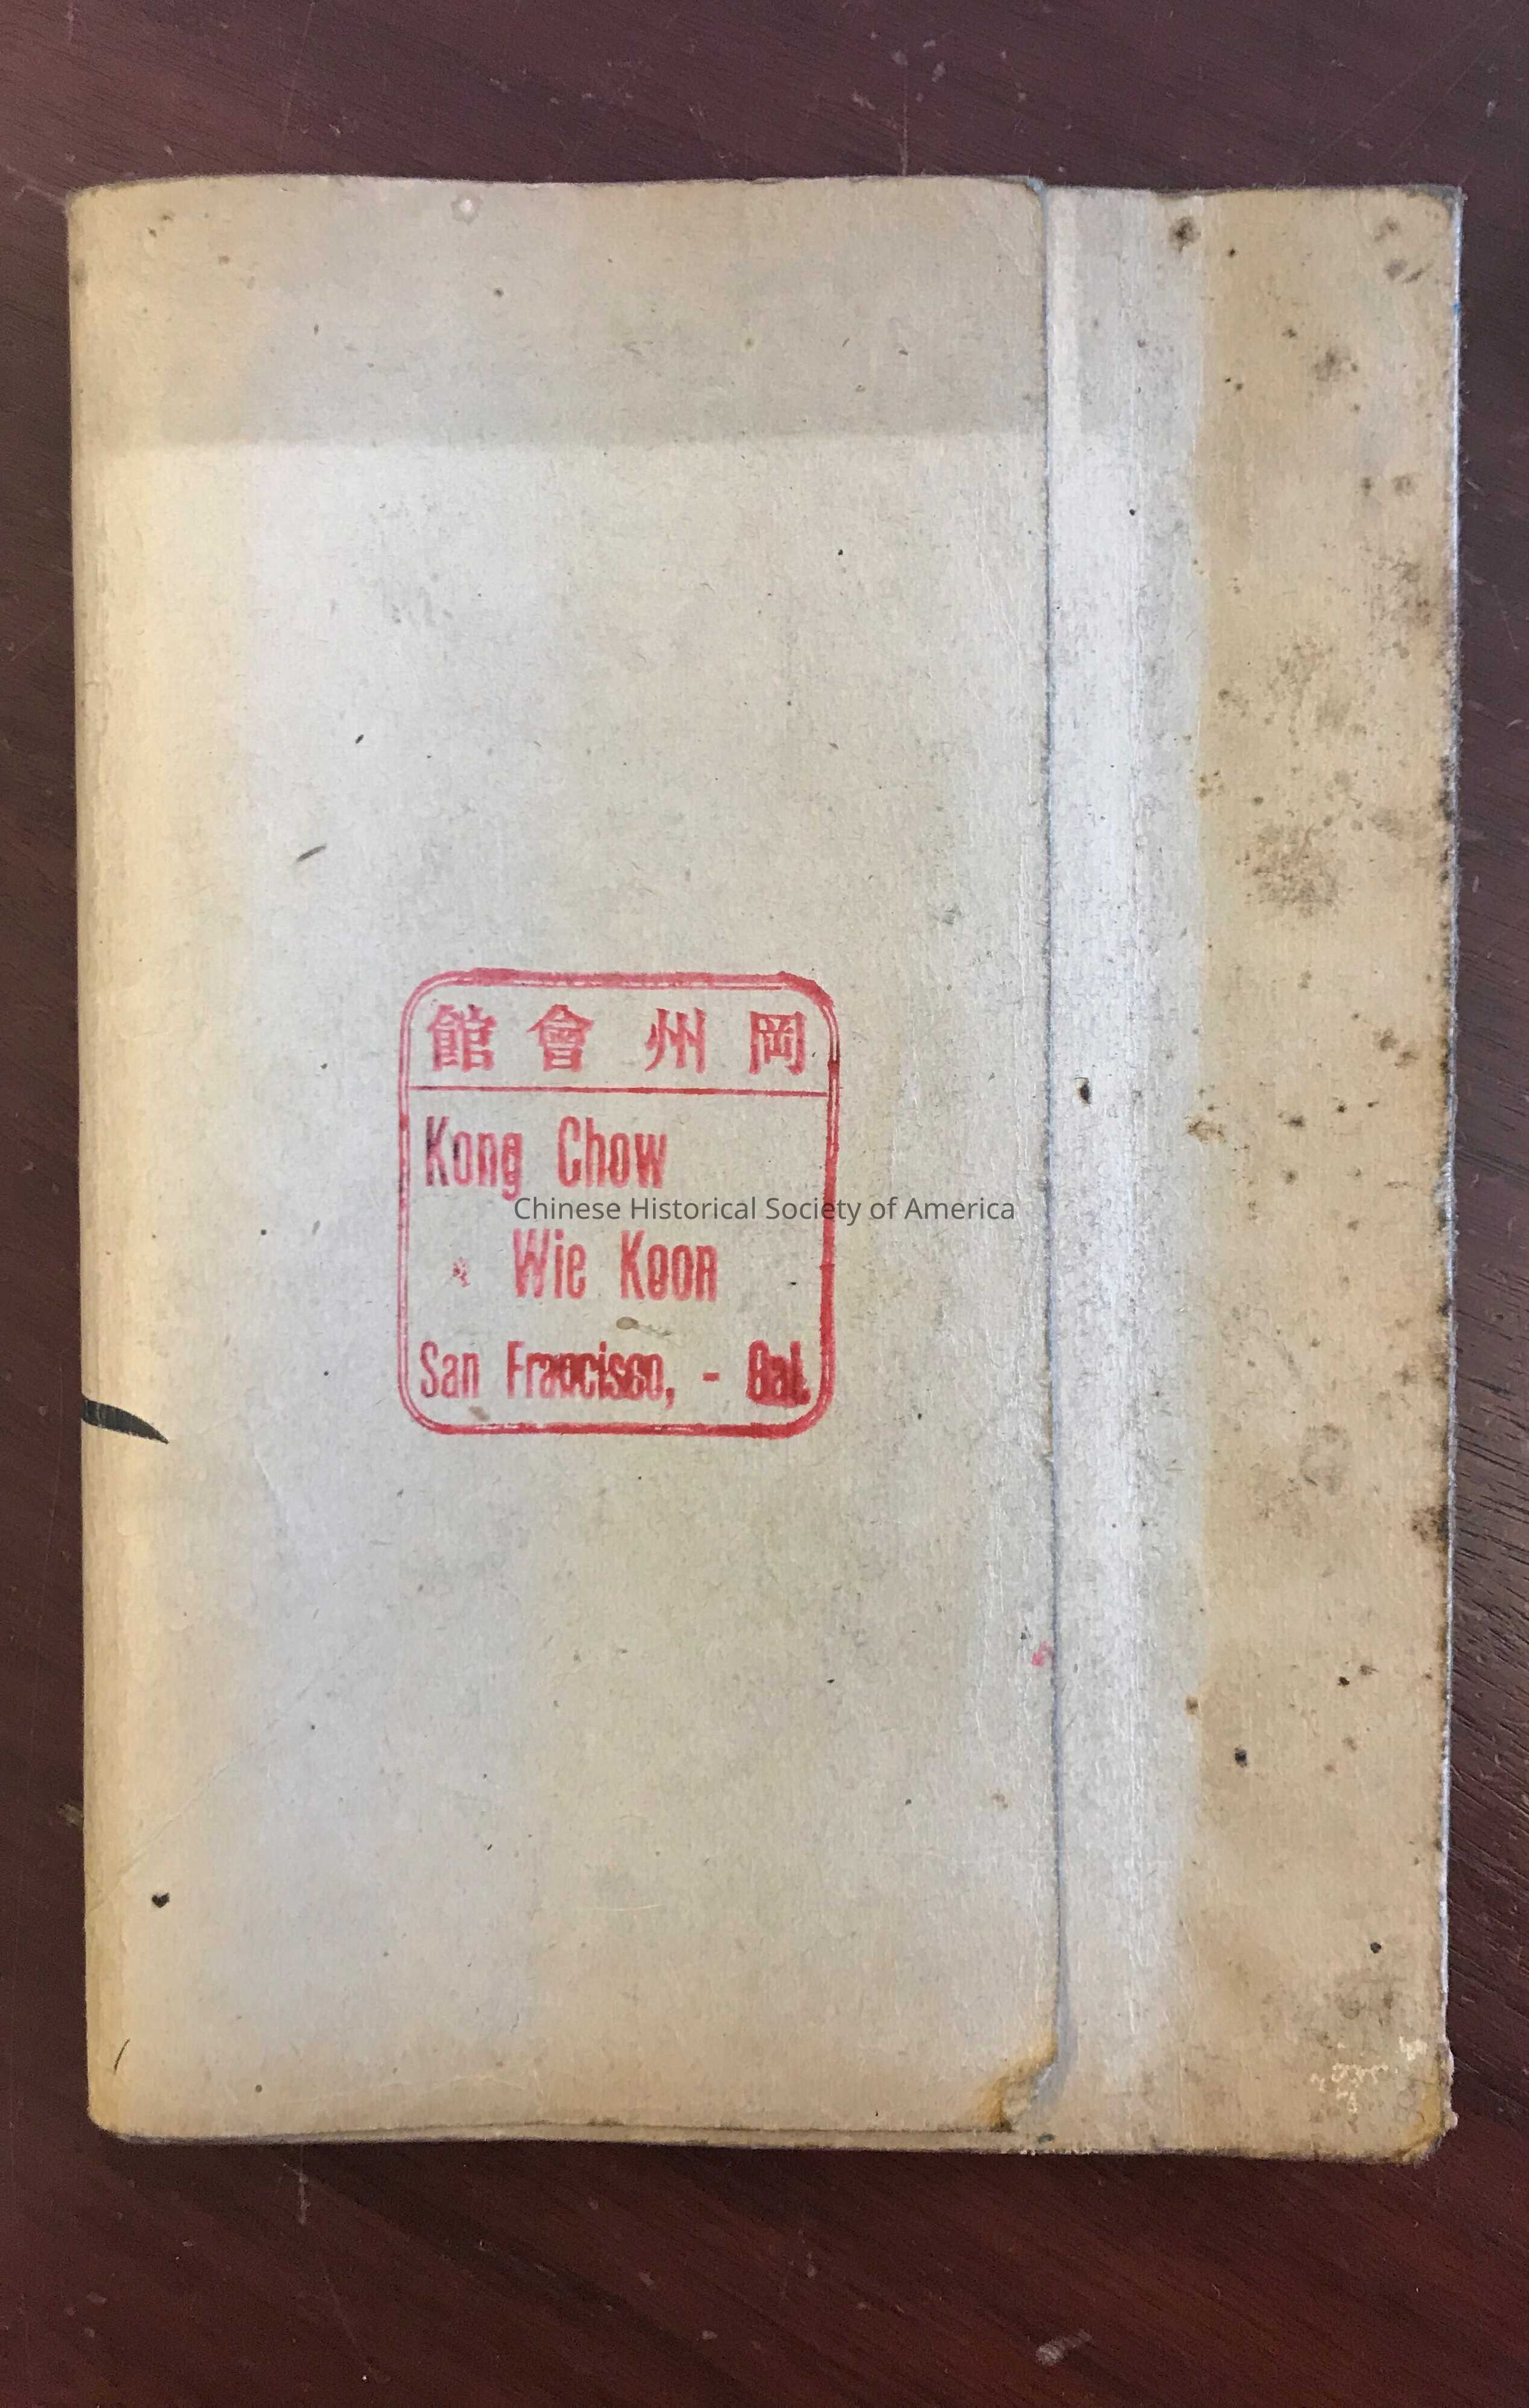 館會州岡
Kong Chow
Wie Koon
San Francisco, - Cal.
Chinese Historical Society of America